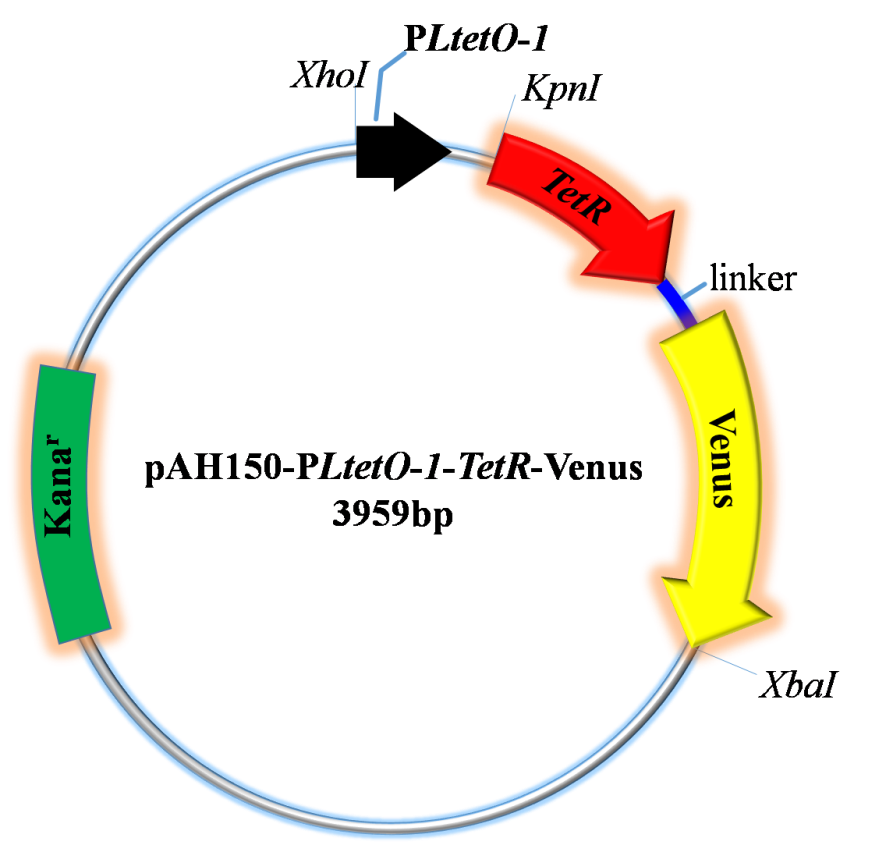 PLtetO-1
XhoI
KpnI
TetR
linker
Venus
Kanaʳ
pAH150-PLtetO-1-TetR-Venus
3959bp
XbaI